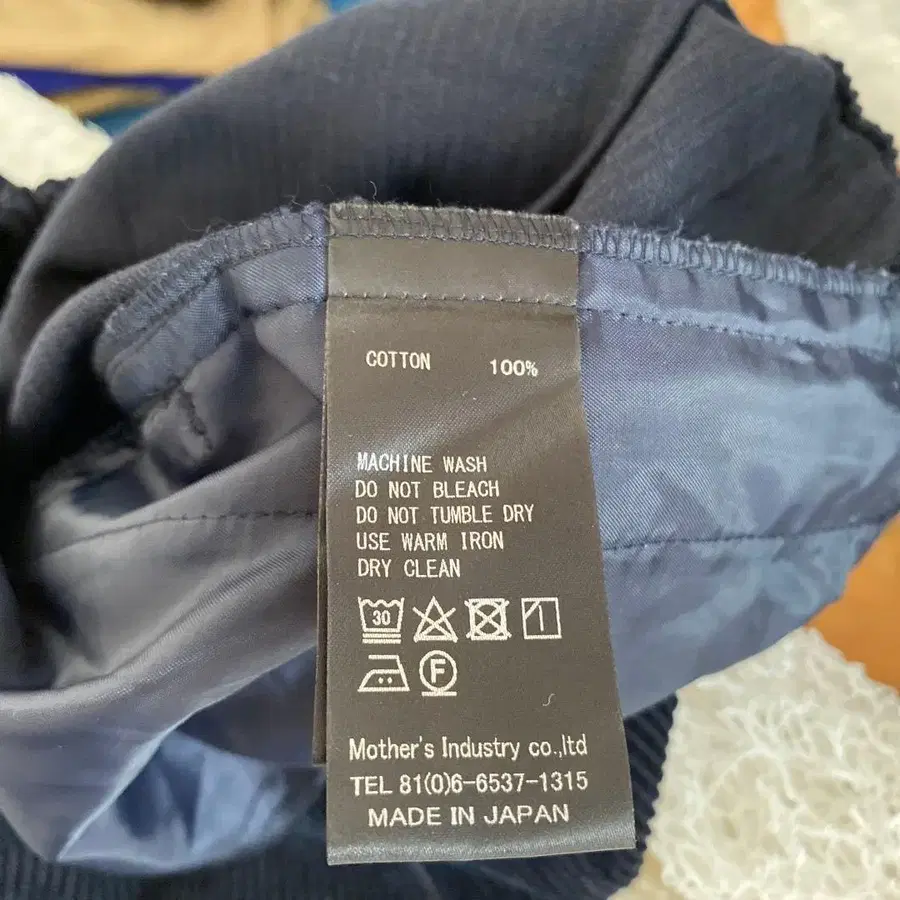 COTTON 100%
MACHINE WASH
DO NOT BLEACH
DO NOT TUMBLE DRY
USE WARM IRON
DRY CLEAN
30
F
Mother's Industry co.,ltd
TEL 81(0)6-6537-1315
MADE IN JAPAN